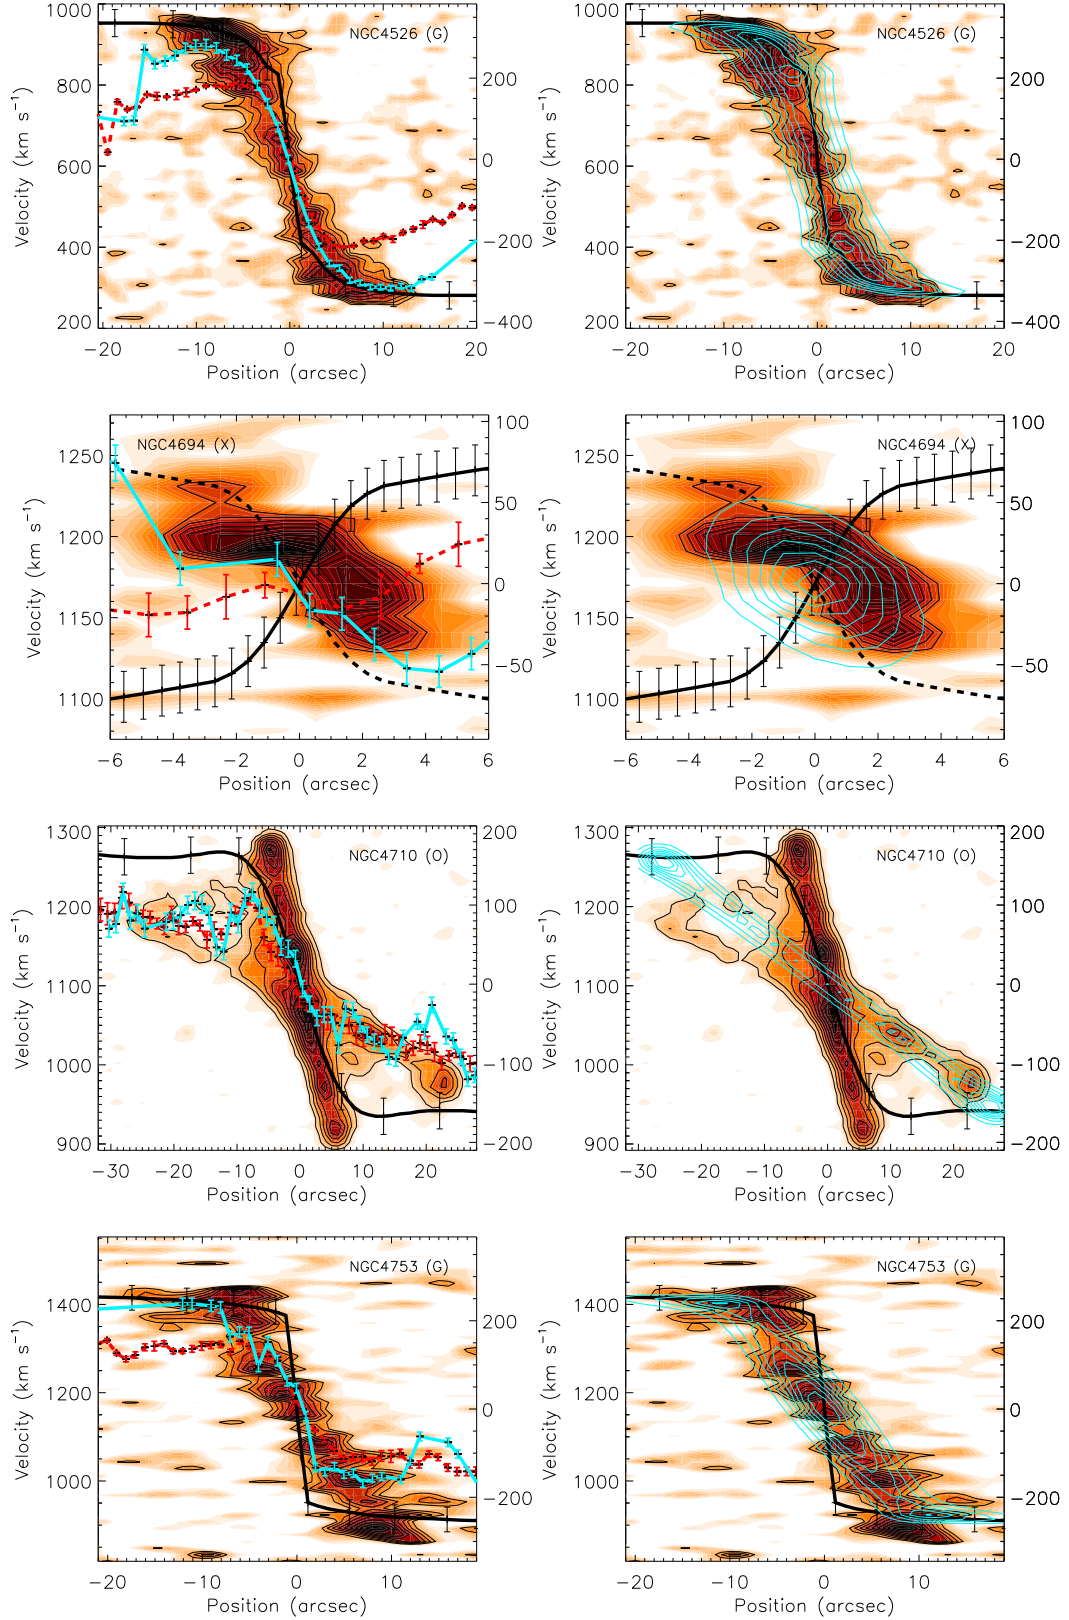 NGC4526 (G)
1000
800
600
400
200
200
0
−200
−400
−20 −10 0 10 20
Velocity (km s−1)
Position (arcsec)
NGC4526 (G)
1000
800
600
400
200
200
0
−200
−400
−20 −10 0 10 20
Velocity (km s−1)
Position (arcsec)
NGC4694 (X)
1250
1200
1150
1100
100
50
0
−50
−6 −4 −2 0 2 4 6
Velocity (km s−1)
Position (arcsec)
NGC4694 (X)
1250
1200
1150
1100
100
50
0
−50
−6 −4 −2 0 2 4 6
Velocity (km s−1)
Position (arcsec)
NGC4710 (O)
1300
1200
1100
1000
900
200
100
0
−100
−200
−30 −20 −10 0 10 20
Velocity (km s−1)
Position (arcsec)
NGC4710 (O)
1300
1200
1100
1000
900
200
100
0
−100
−200
−30 −20 −10 0 10 20
Velocity (km s−1)
Position (arcsec)
NGC4753 (G)
1400
1200
1000
200
0
−200
−20 −10 0 10
Velocity (km s−1)
Position (arcsec)
NGC4753 (G)
1400
1200
1000
200
0
−200
−20 −10 0 10
Velocity (km s−1)
Position (arcsec)